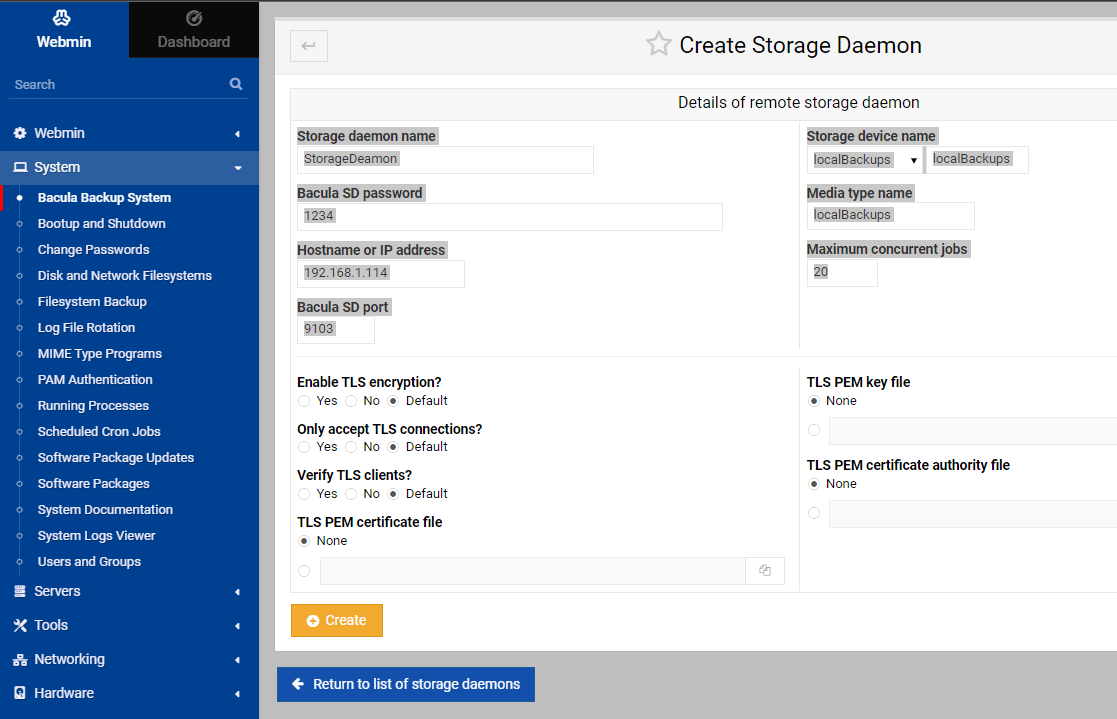 Webmin
Dashboard
Search
Webmin
System
Bacula Backup System
Bootup and Shutdown
Change Passwords
Disk and Network Filesystems
Filesystem Backup
Log File Rotation
MIME Type Programs
PAM Authentication
Running Processes
Scheduled Cron Jobs
Software Package Updates
Software Packages
System Documentation
System Logs Viewer
Users and Groups
Servers
Tools
Networking
Hardware
Create Storage Daemon
Details of remote storage daemon
Storage daemon name
StorageDeamon
Bacula SD password
1234
Hostname or IP address
192.168.1.114
Bacula SD port
9103
Storage device name
localBackups localBackups
Media type name
localBackups
Maximum concurrent jobs
20
Enable TLS encryption?
Yes No Default
Only accept TLS connections?
Yes No Default
Verify TLS clients?
Yes No Default
TLS PEM certificate file
None
TLS PEM key file
None
TLS PEM certificate authority file
None
Create
Return to list of storage daemons